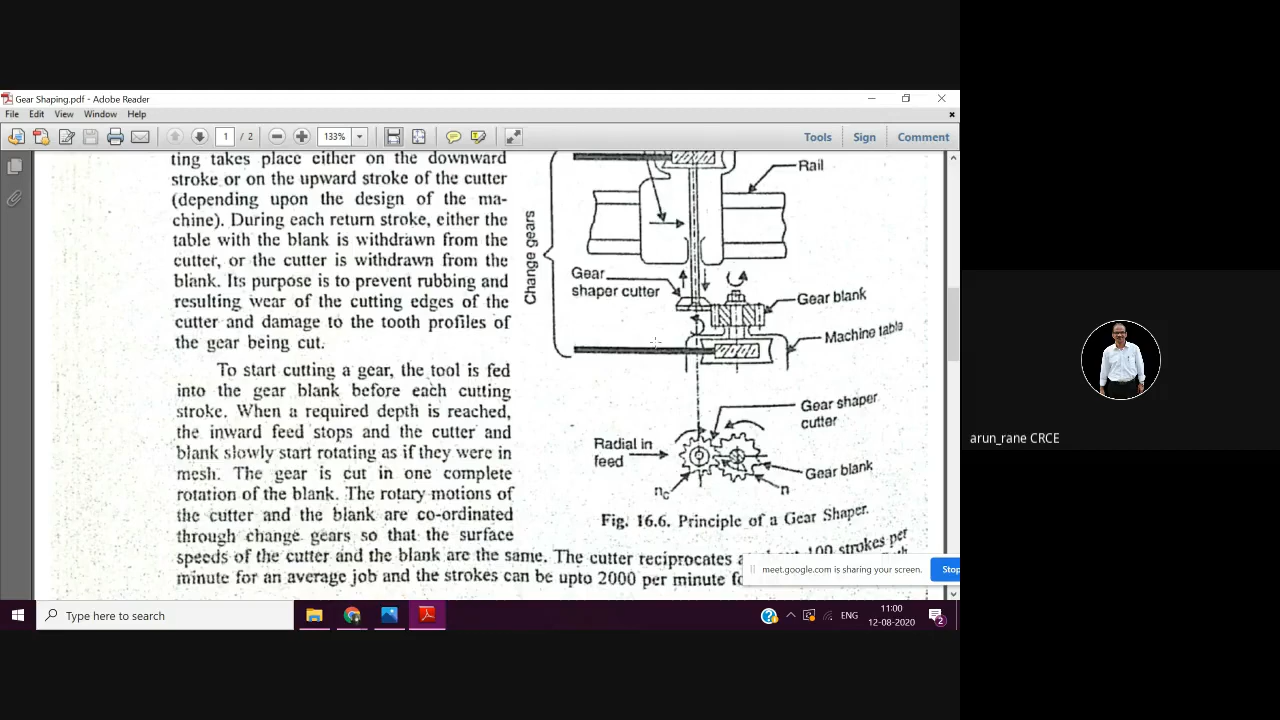 Gear Shaping.pdf - Adobe Reader
File Edit View Window Help
1 / 2 133% Tools Sign Comment
ting takes place either on the downward
stroke or on the upward stroke of the cutter
(depending upon the design of the ma-
chine). During each return stroke, either the
table with the blank is withdrawn from the
cutter, or the cutter is withdrawn from the
blank. Its purpose is to prevent rubbing and
resulting wear of the cutting edges of the
cutter and damage to the tooth profiles of
the gear being cut.
To start cutting a gear, the tool is fed
into the gear blank before each cutting
stroke. When a required depth is reached,
the inward feed stops and the cutter and
blank slowly start rotating as if they were in
mesh. The gear is cut in one complete
rotation of the blank. The rotary motions of
the cutter and the blank are co-ordinated
through change gears so that the surface
speeds of the cutter and the blank are the same. The cutter reciprocates 100 strokes per
minute for an average job and the strokes can be upto 2000 per minute
Change gears
Rail
Gear
shaper cutter
Gear blank
Machine table
Gear shaper
cutter
Radial in
feed
Gear blank
nc
n
Fig. 16.6. Principle of a Gear Shaper.
meet.google.com is sharing your screen.
Stop
Type here to search
ENG
11:00
12-08-2020
2
arun_rane CRCE